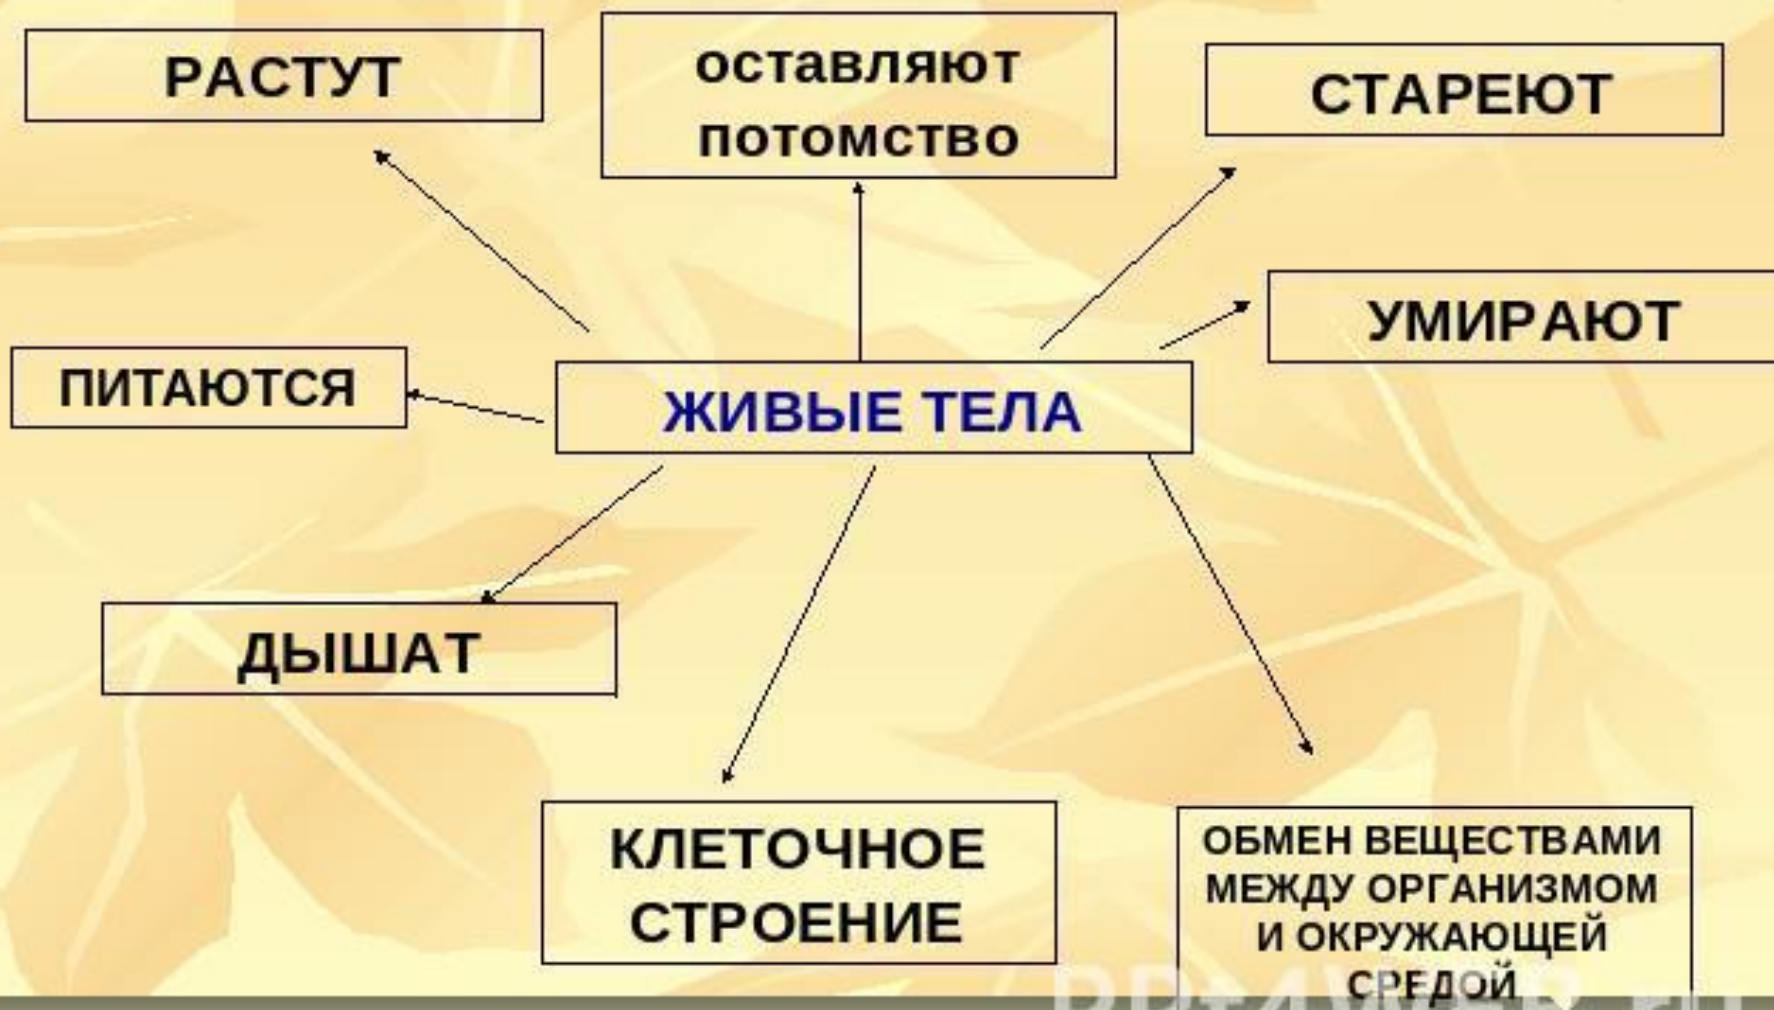 РАСТУТ
оставляют
потомство
СТАРЕЮТ
УМИРАЮТ
ПИТАЮТСЯ
ЖИВЫЕ ТЕЛА
ДЫШАТ
КЛЕТОЧНОЕ
СТРОЕНИЕ
ОБМЕН ВЕЩЕСТВАМИ
МЕЖДУ ОРГАНИЗМОМ
И ОКРУЖАЮЩЕЙ
СРЕДОЙ